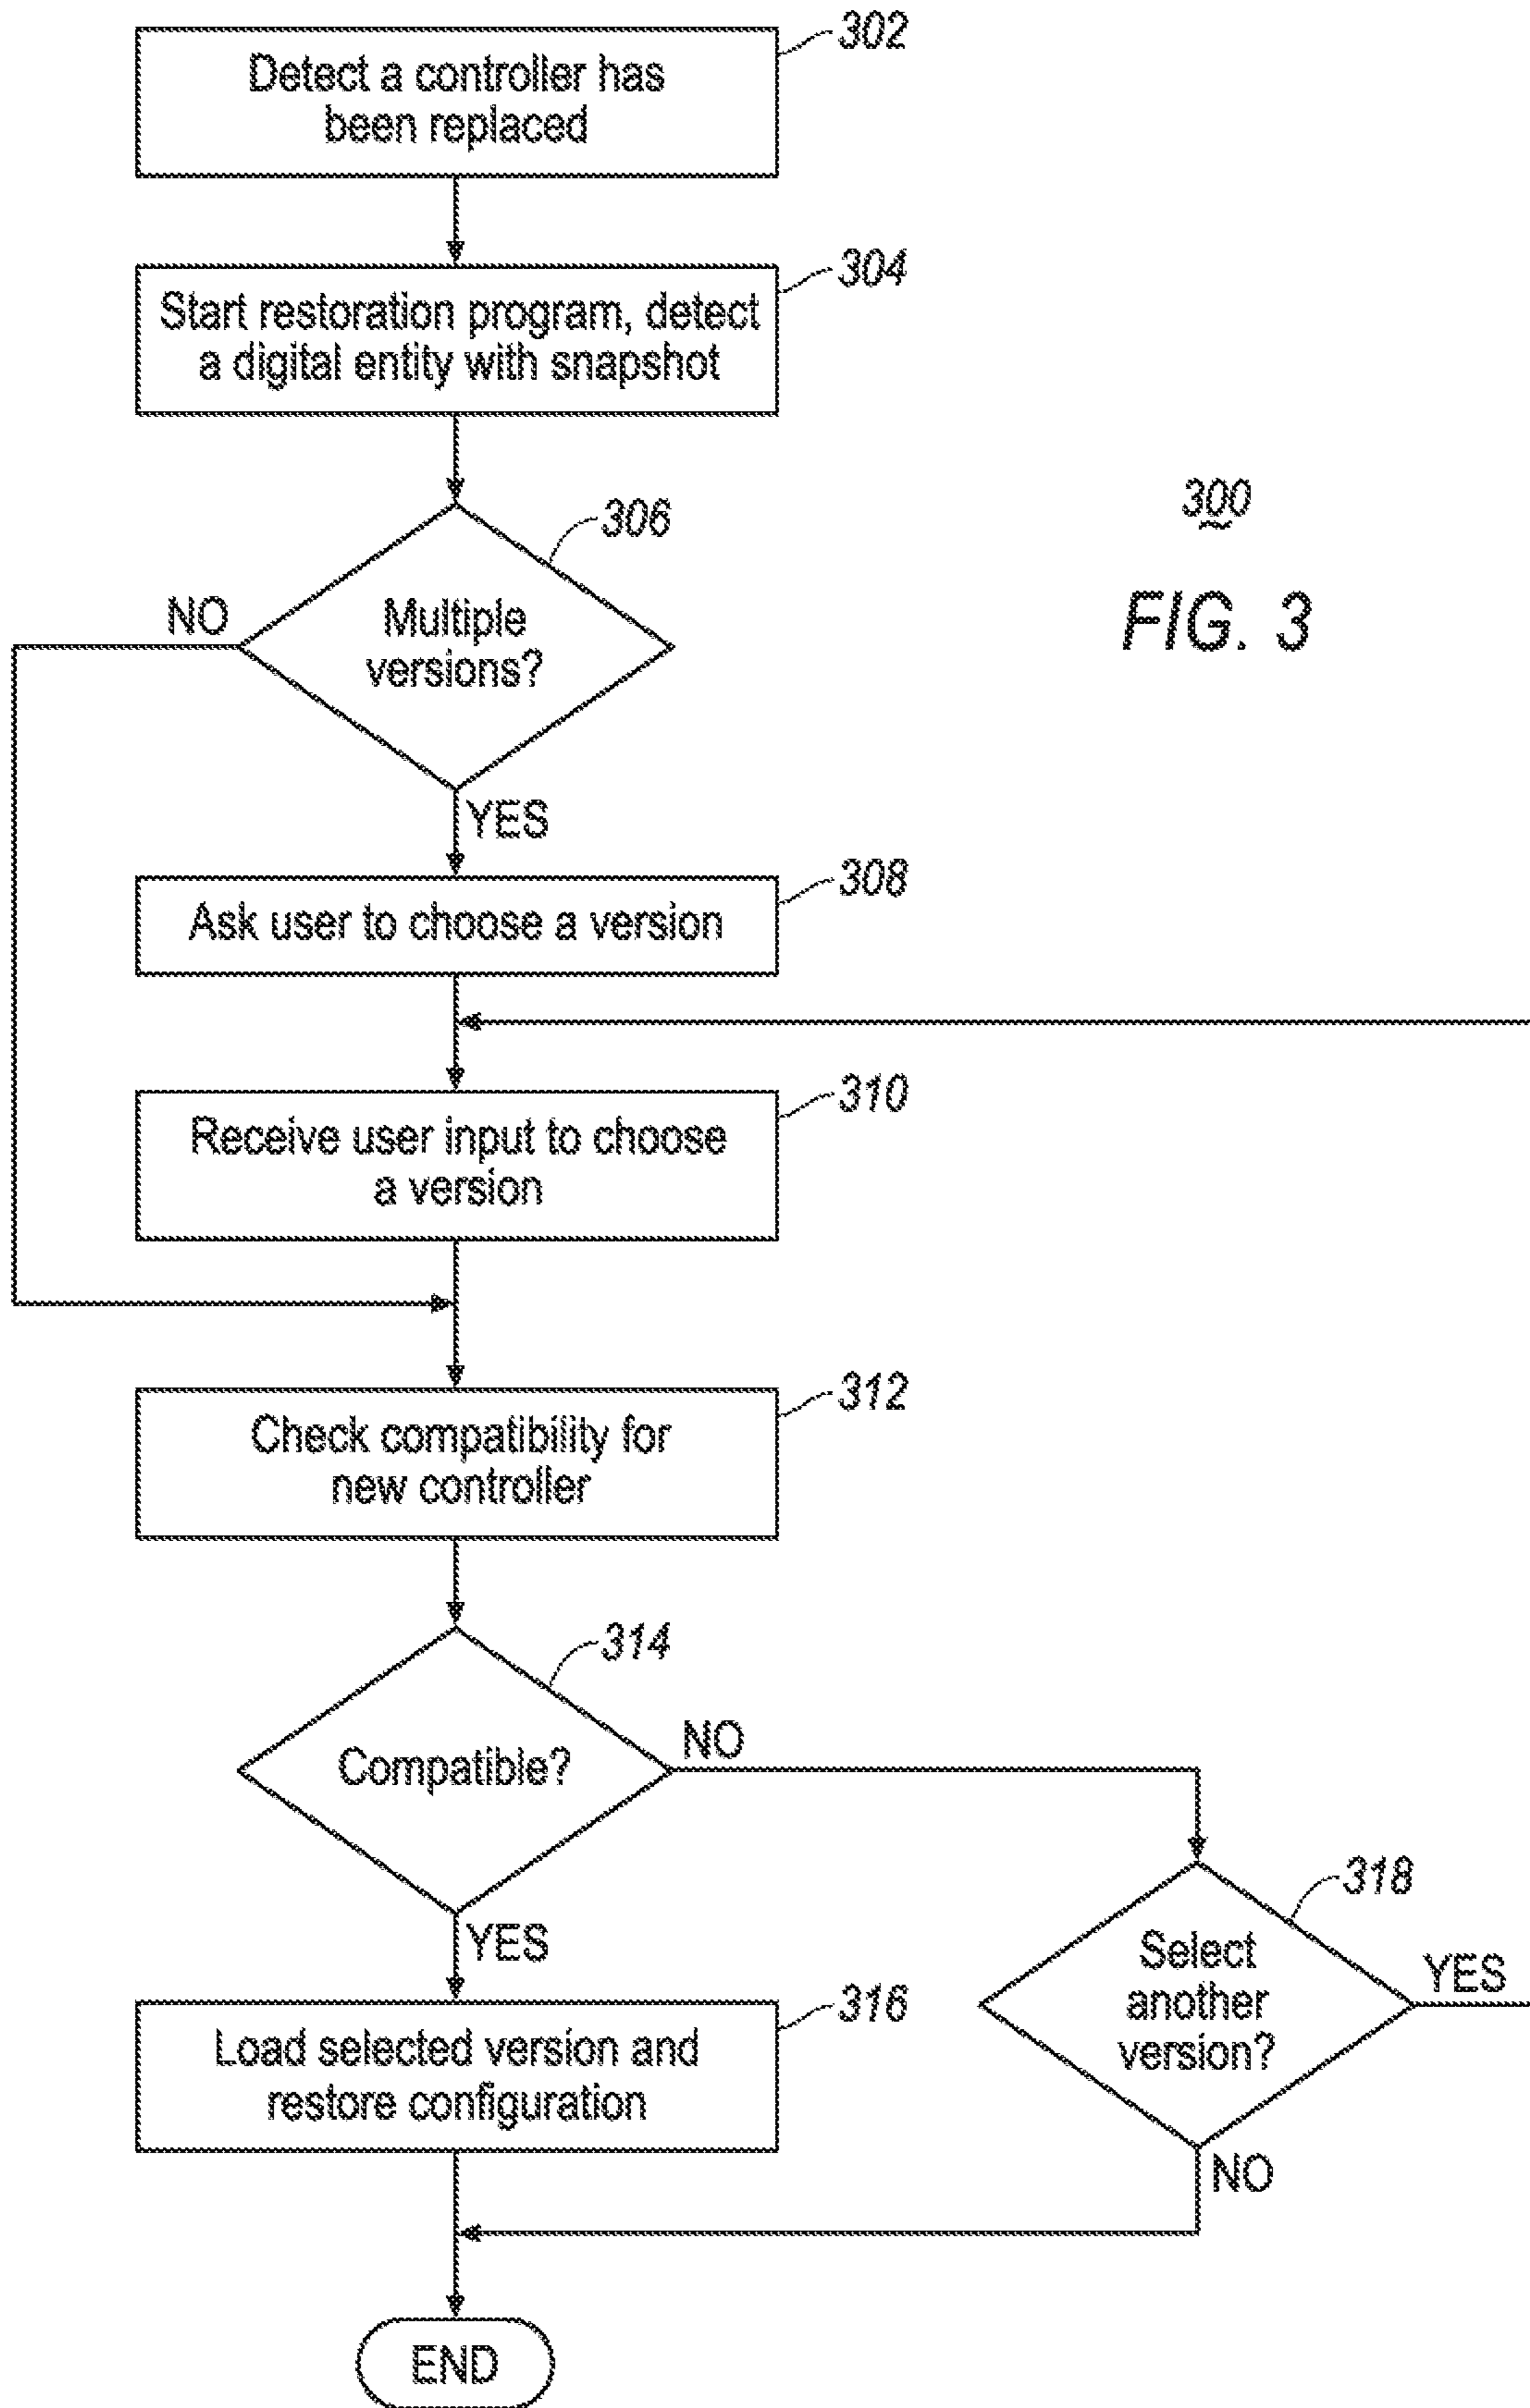 302
Detect a controller has
been replaced
304
Start restoration program, detect
a digital entity with snapshot
306
300
FIG. 3
NO
Multiple
versions?
YES
308
Ask user to choose a version
310
Receive user input to choose
a version
312
Check compatibility for
new controller
314
NO
Compatible?
318
YES
Select
another
version?
YES
316
Load selected version and
restore configuration
NO
END